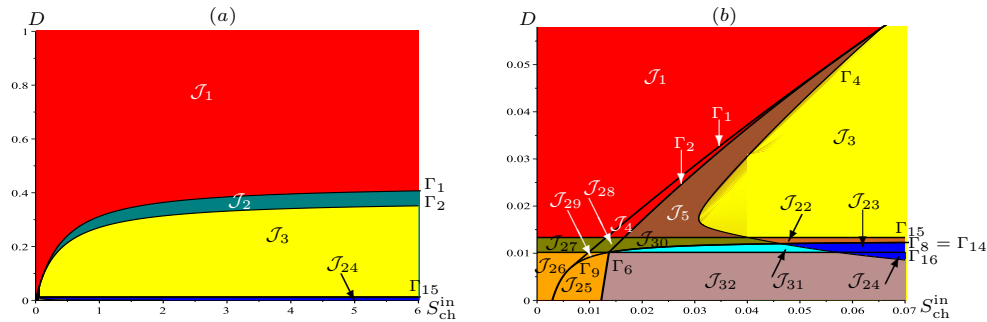 D (a)
1
0.8
0.6
0.4
0.2
0
𝒥₁
𝒥₂
𝒥₃
𝒥₂₄
Γ₁
Γ₂
Γ₁₅
0 1 2 3 4 5 6
S_ch^in
D (b)
0.05
0.04
0.03
0.02
0.01
0
𝒥₁
Γ₁
Γ₂
Γ₄
𝒥₃
𝒥₂₈
𝒥₂₉
𝒥₄
𝒥₅
𝒥₂₂
𝒥₂₃
𝒥₂₇
𝒥₃₀
Γ₁₅
Γ₈ = Γ₁₄
Γ₁₆
𝒥₂₆
Γ₉
Γ₆
𝒥₂₅
𝒥₃₂
𝒥₃₁
𝒥₂₄
0 0.01 0.02 0.03 0.04 0.05 0.06 0.07
S_ch^in